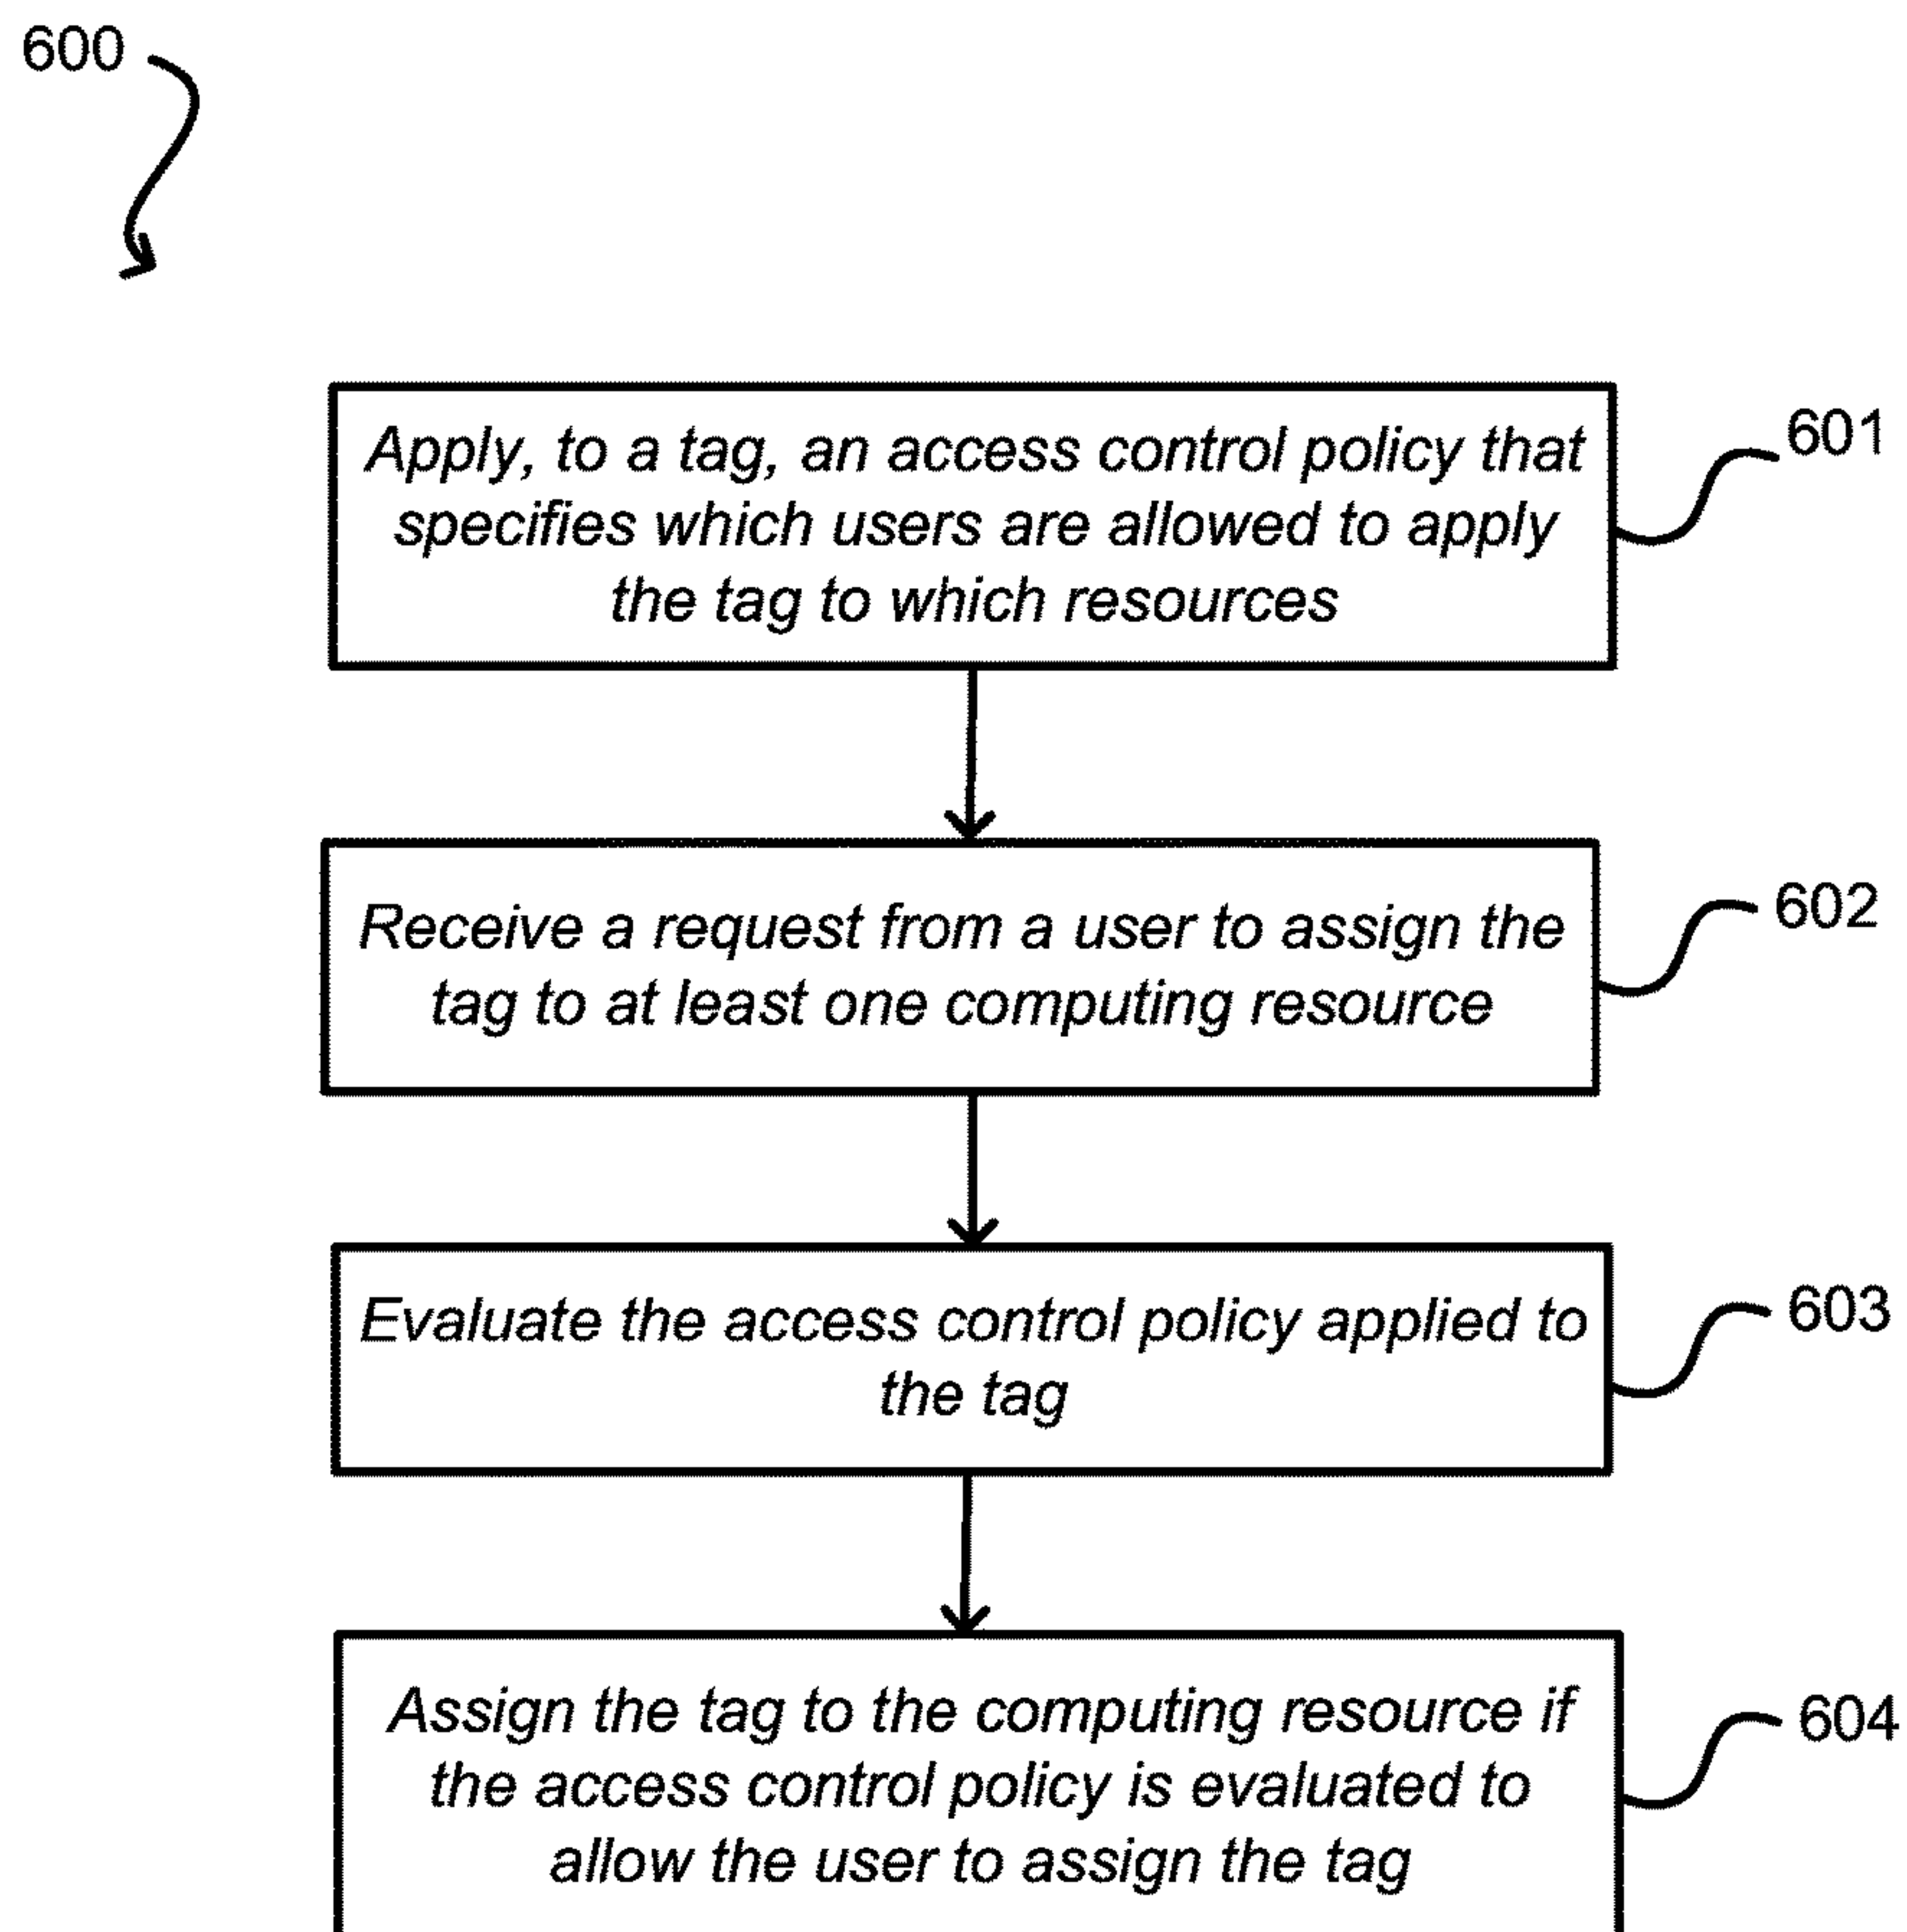 600
Apply, to a tag, an access control policy that
specifies which users are allowed to apply
the tag to which resources
601
Receive a request from a user to assign the
tag to at least one computing resource
602
Evaluate the access control policy applied to
the tag
603
Assign the tag to the computing resource if
the access control policy is evaluated to
allow the user to assign the tag
604